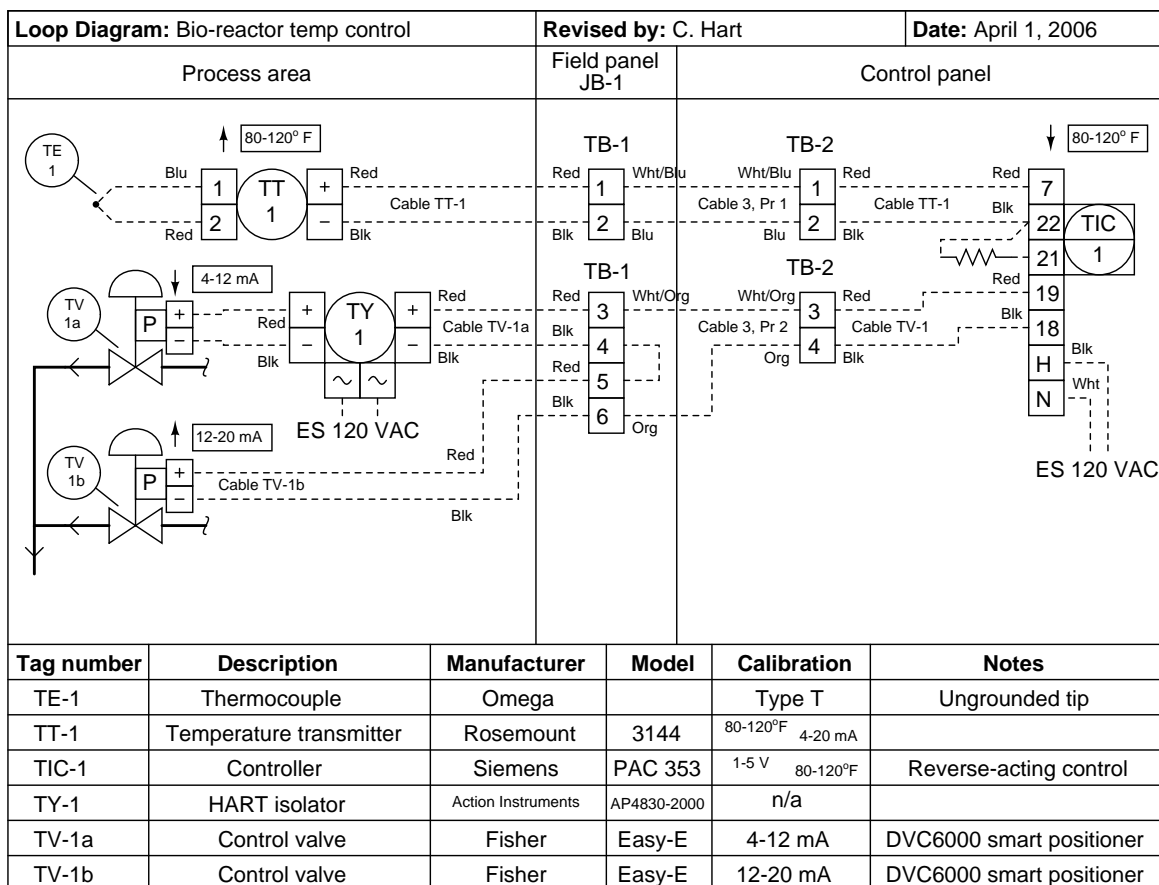 Loop Diagram: Bio-reactor temp control
Revised by: C. Hart
Date: April 1, 2006
Process area
Field panel
JB-1
Control panel
TE
1
80-120° F
Blu
1
2
Red
TT
1
+
−
Red
Cable TT-1
Blk
TB-1
Red
1
Wht/Blu
Blk
2
Blu
TB-2
Wht/Blu
1
Red
Cable 3, Pr 1
Cable TT-1
Blu
2
Blk
80-120° F
Red
7
Blk
22
TIC
1
21
Red
19
Blk
18
H
Blk
N
Wht
ES 120 VAC
4-12 mA
TV
1a
P
+
−
Red
Blk
+
−
TY
1
+
−
Red
Cable TV-1a
Blk
ES 120 VAC
TB-1
Red
3
Wht/Org
Blk
4
Red
5
Blk
6
Org
TB-2
Wht/Org
3
Red
Cable 3, Pr 2
Cable TV-1
Org
4
Blk
12-20 mA
TV
1b
P
+
−
Red
Cable TV-1b
Blk
Tag number Description Manufacturer Model Calibration Notes
TE-1 Thermocouple Omega Type T Ungrounded tip
TT-1 Temperature transmitter Rosemount 3144 80-120°F 4-20 mA
TIC-1 Controller Siemens PAC 353 1-5 V 80-120°F Reverse-acting control
TY-1 HART isolator Action Instruments AP4830-2000 n/a
TV-1a Control valve Fisher Easy-E 4-12 mA DVC6000 smart positioner
TV-1b Control valve Fisher Easy-E 12-20 mA DVC6000 smart positioner